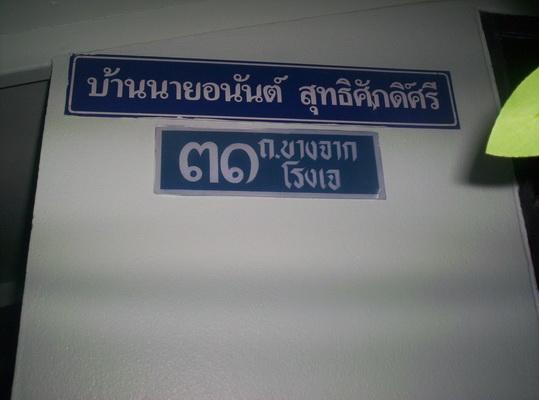 บ้านนายอนันต์ สุทธิศักดิ์ศรี
๓๑ ถ.บางจาก
โรงเจ